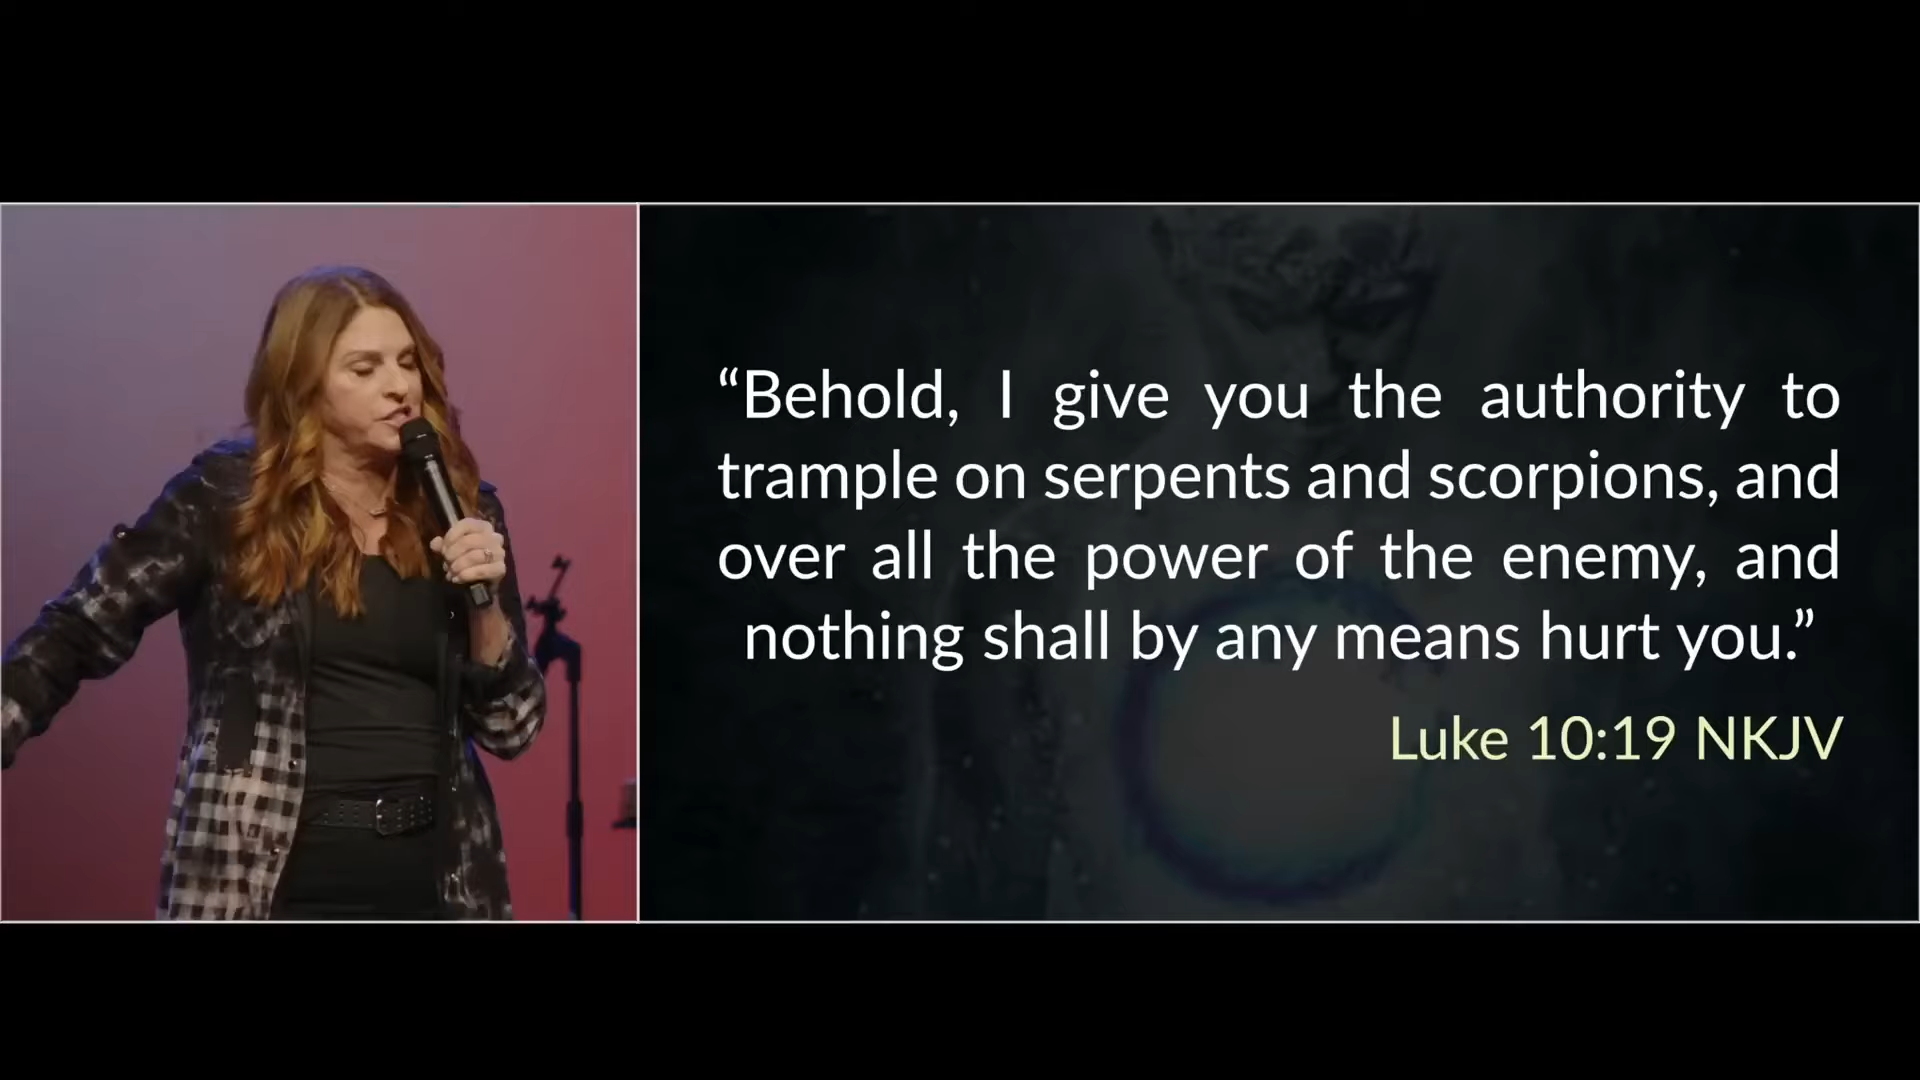 “Behold, I give you the authority to
trample on serpents and scorpions, and
over all the power of the enemy, and
nothing shall by any means hurt you.”
Luke 10:19 NKJV